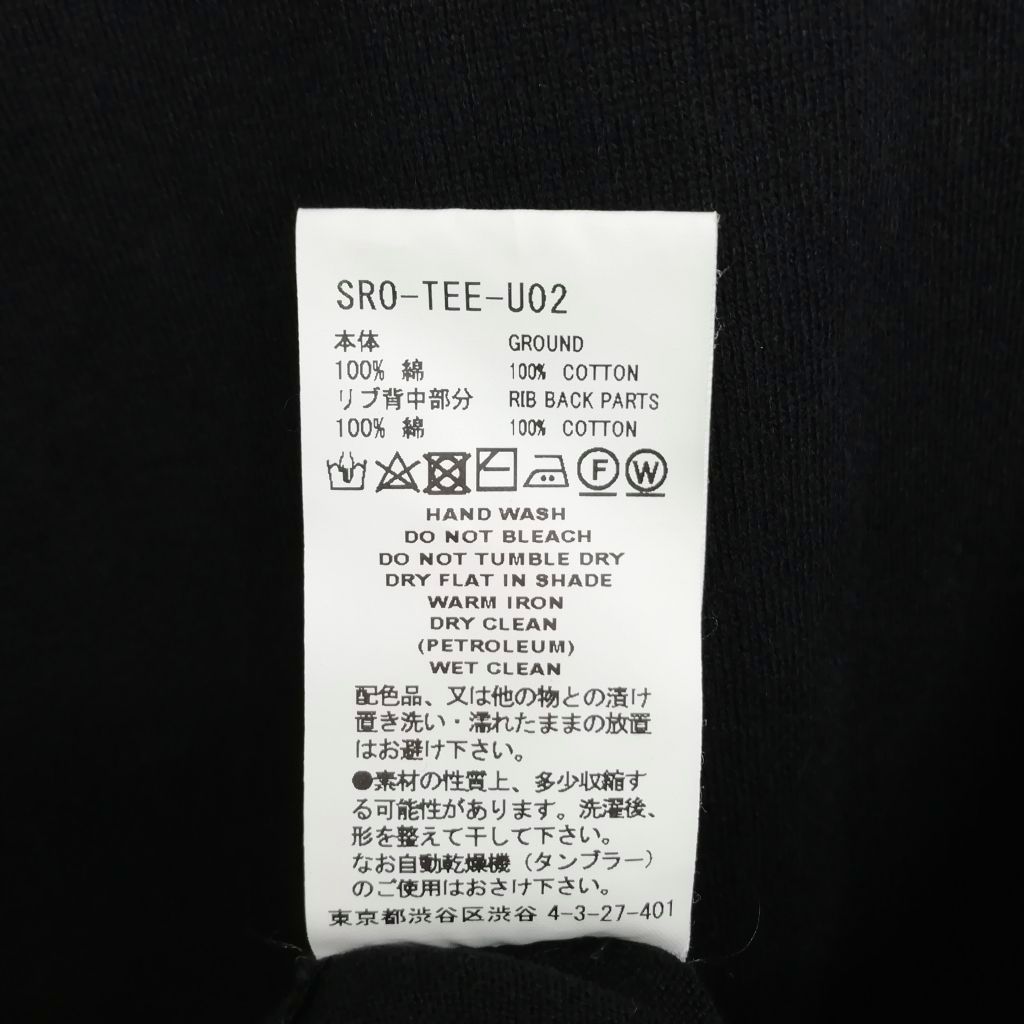 SRO-TEE-U02
本体 GROUND
100% 綿 100% COTTON
リブ背中部分 RIB BACK PARTS
100% 綿 100% COTTON
F W
HAND WASH
DO NOT BLEACH
DO NOT TUMBLE DRY
DRY FLAT IN SHADE
WARM IRON
DRY CLEAN
(PETROLEUM)
WET CLEAN
配色品、又は他の物との漬け
置き洗い・濡れたままの放置
はお避け下さい。
●素材の性質上、多少収縮す
る可能性があります。洗濯後、
形を整えて干して下さい。
なお自動乾燥機（タンブラー）
のご使用はおさけ下さい。
東京都渋谷区渋谷 4-3-27-401